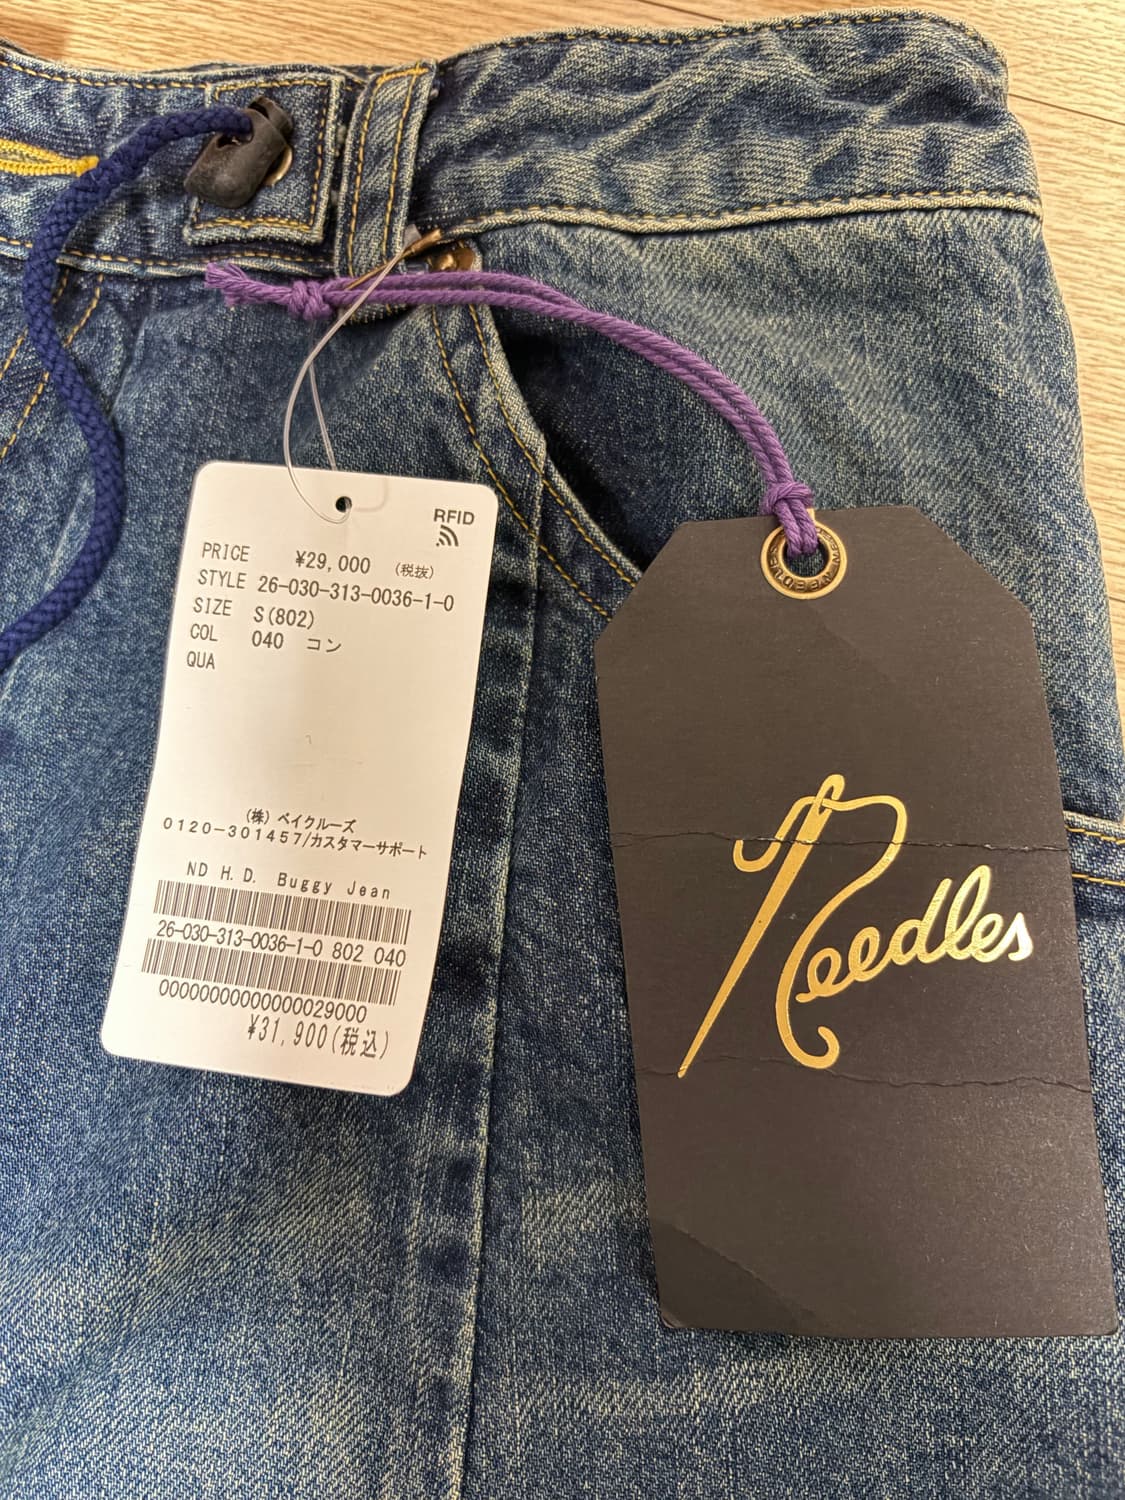 RFID
PRICE ¥29,000 (税抜)
STYLE 26-030-313-0036-1-0
SIZE S(802)
COL 040 コン
QUA
(株) ベイクルーズ
0120-301457/カスタマーサポート
ND H.D. Buggy Jean
26-030-313-0036-1-0 802 040
00000000000000029000
¥31,900(税込)
NEEDLES
Needles